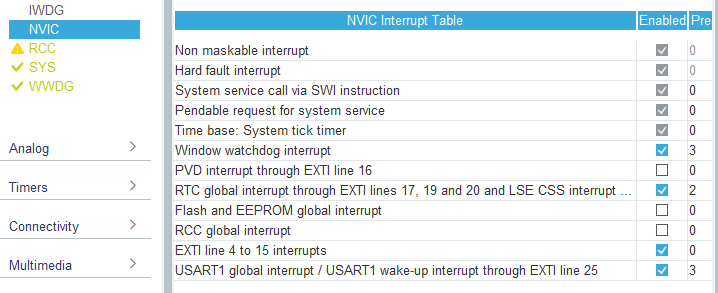 IWDG
NVIC
RCC
SYS
WWDG
Analog
Timers
Connectivity
Multimedia
NVIC Interrupt Table Enabled Pre
Non maskable interrupt 0
Hard fault interrupt 0
System service call via SWI instruction 0
Pendable request for system service 0
Time base: System tick timer 0
Window watchdog interrupt 3
PVD interrupt through EXTI line 16 0
RTC global interrupt through EXTI lines 17, 19 and 20 and LSE CSS interrupt ... 2
Flash and EEPROM global interrupt 0
RCC global interrupt 0
EXTI line 4 to 15 interrupts 0
USART1 global interrupt / USART1 wake-up interrupt through EXTI line 25 3